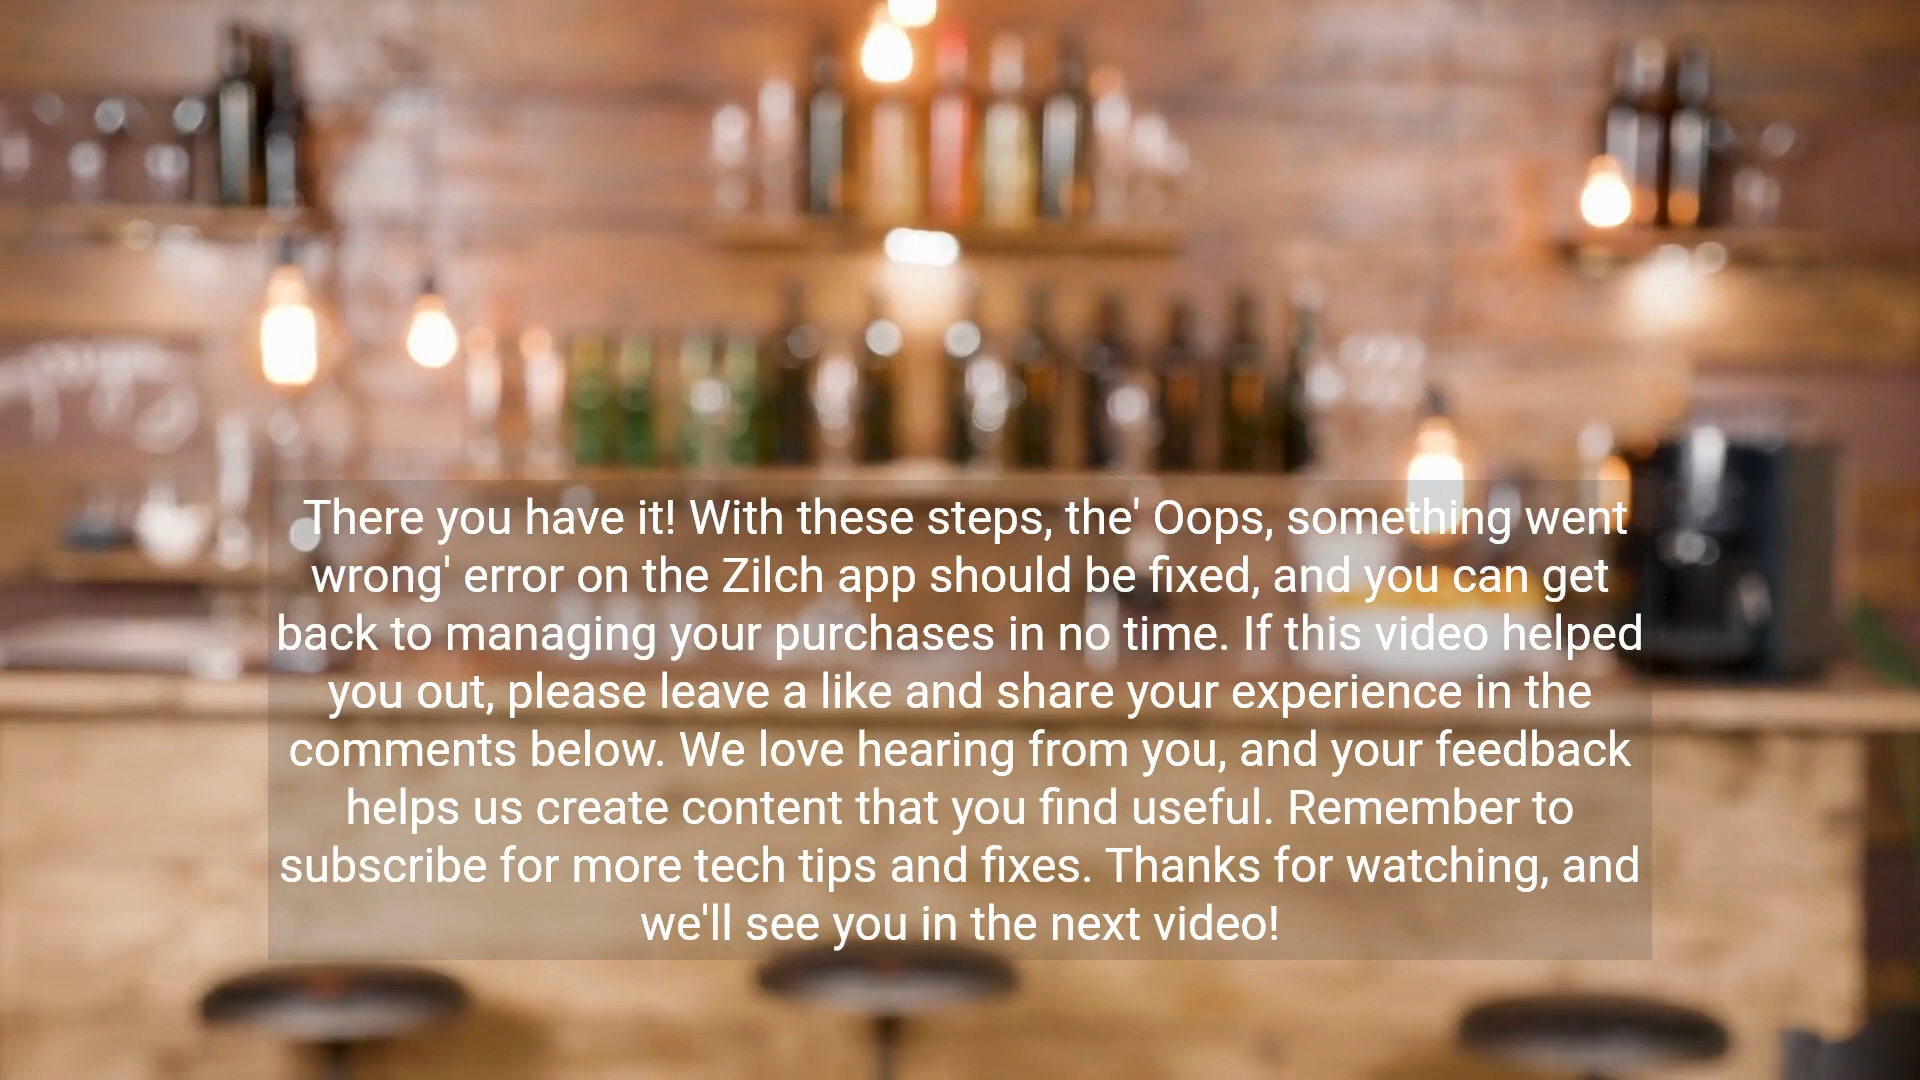 There you have it! With these steps, the' Oops, something went
wrong' error on the Zilch app should be fixed, and you can get
back to managing your purchases in no time. If this video helped
you out, please leave a like and share your experience in the
comments below. We love hearing from you, and your feedback
helps us create content that you find useful. Remember to
subscribe for more tech tips and fixes. Thanks for watching, and
we'll see you in the next video!